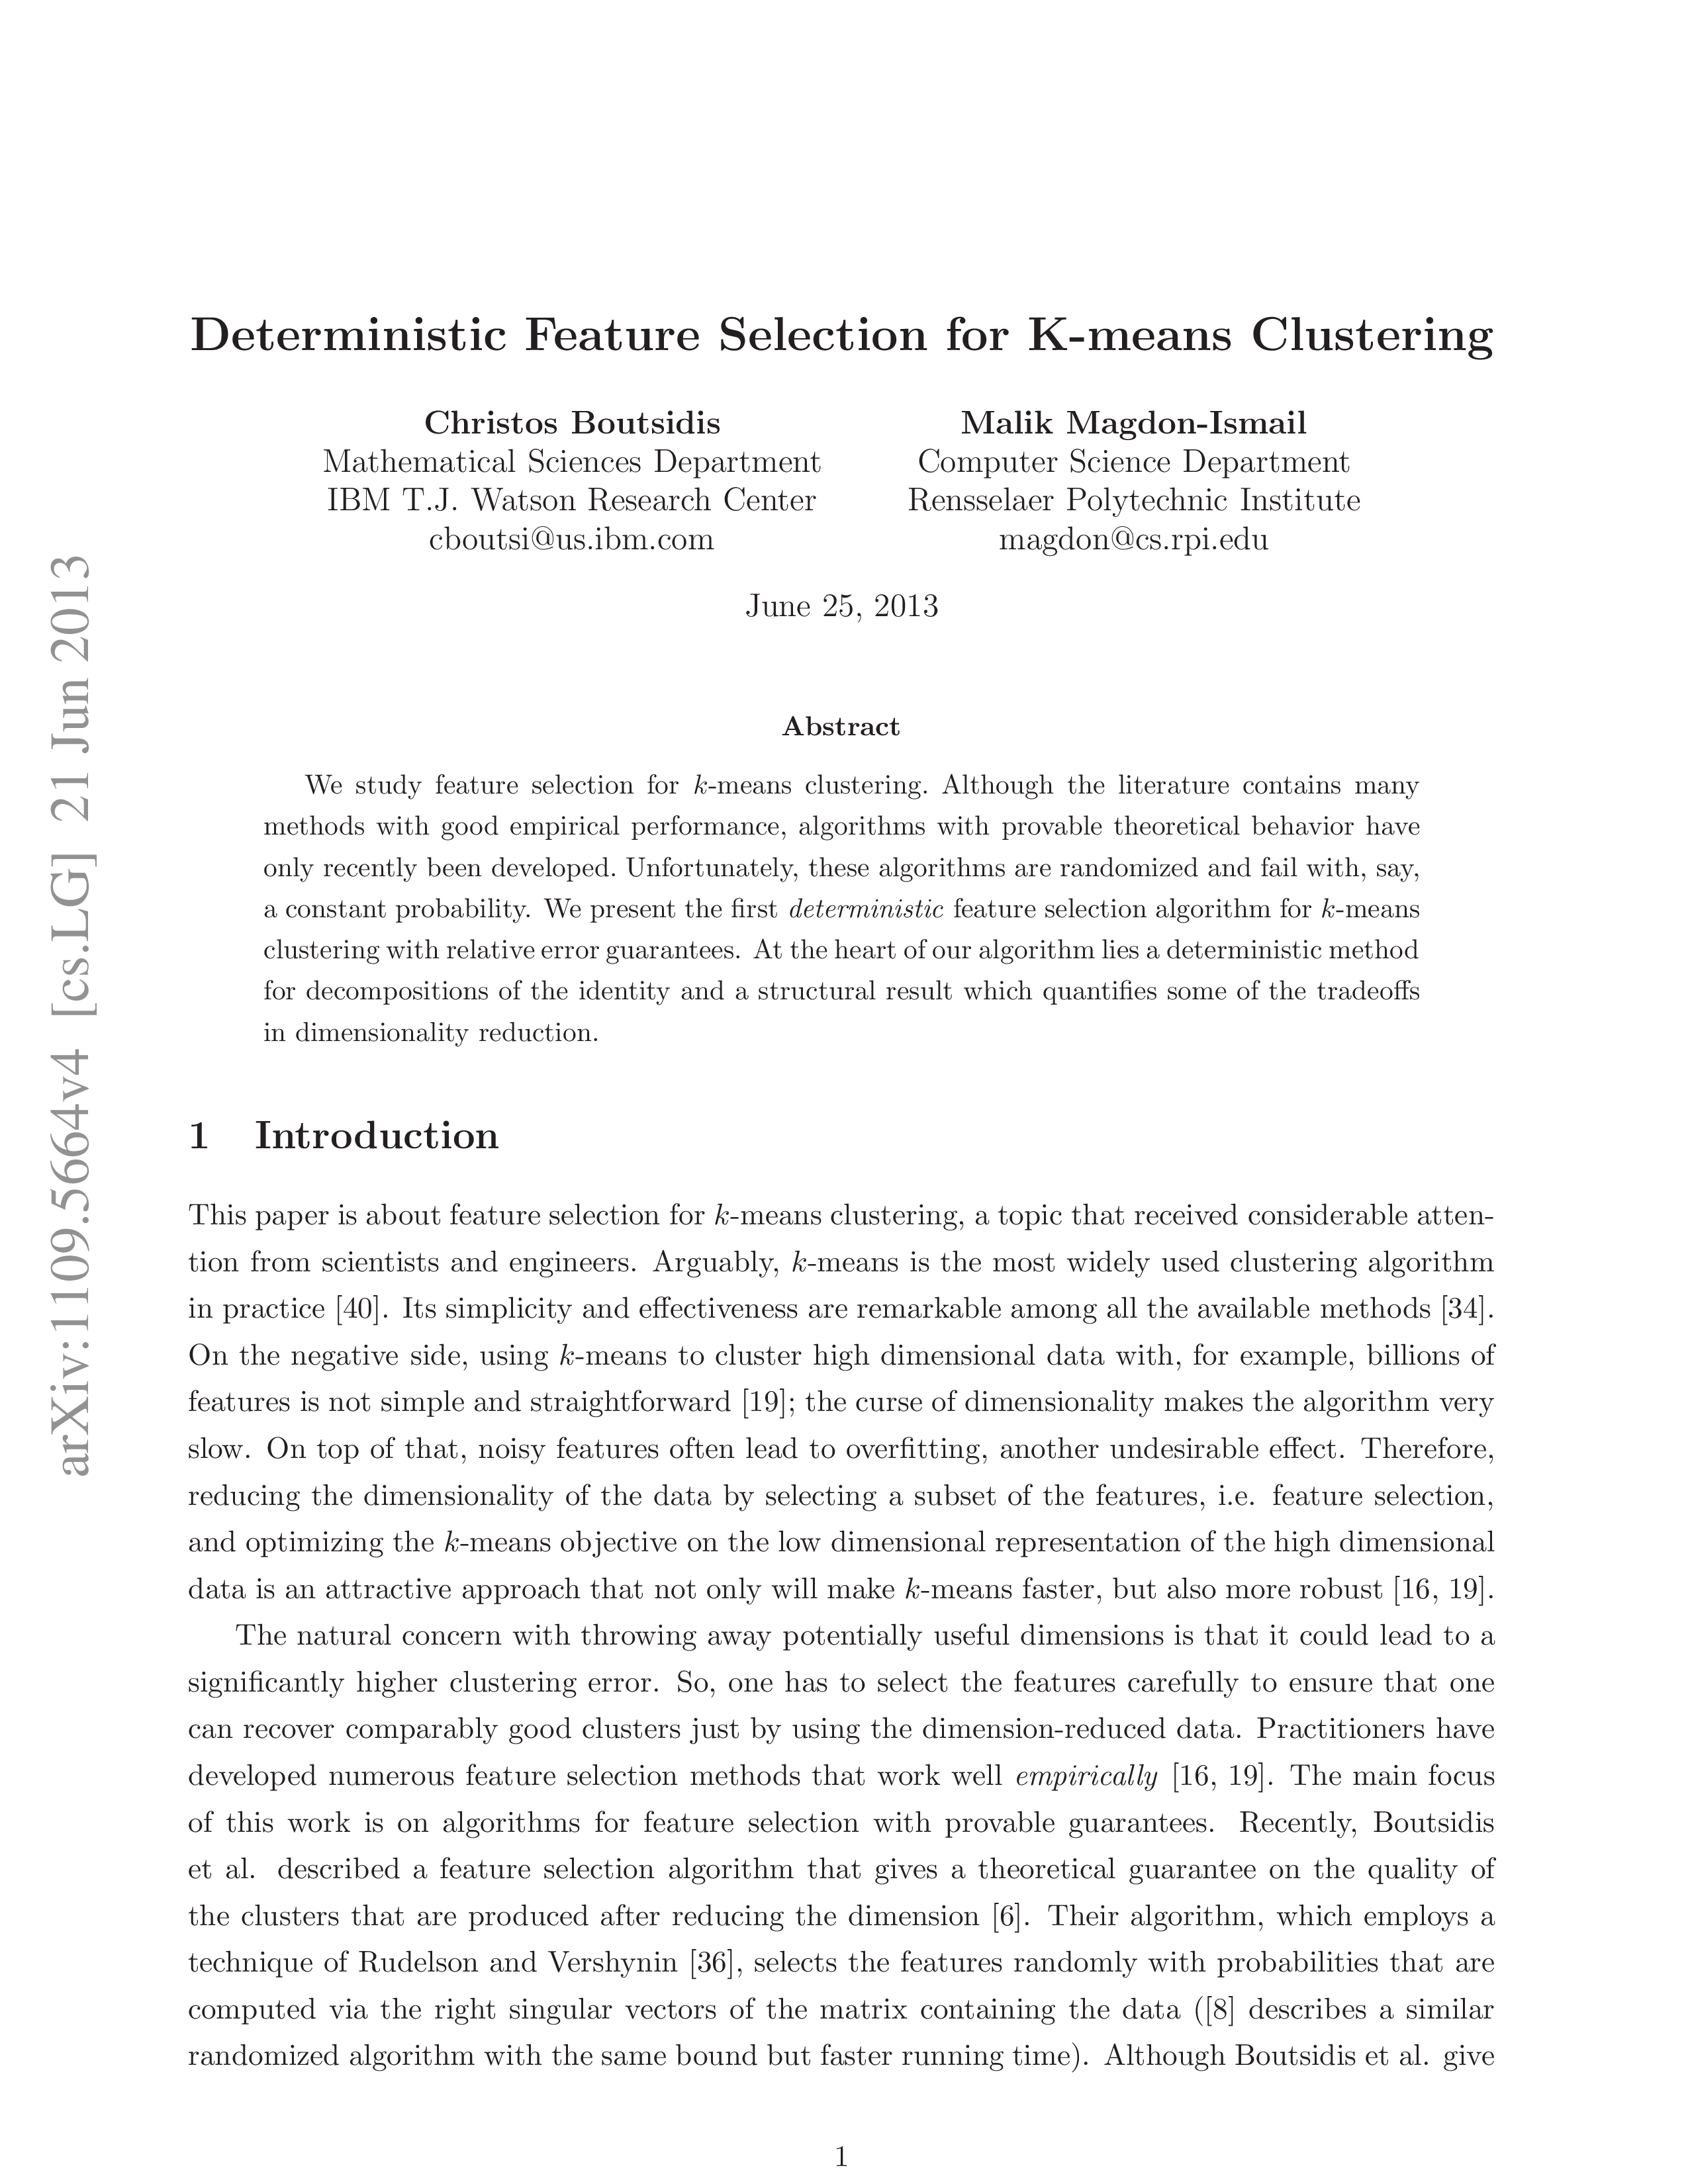 Deterministic Feature Selection for K-means Clustering
Christos Boutsidis
Mathematical Sciences Department
IBM T.J. Watson Research Center
cboutsi@us.ibm.com
Malik Magdon-Ismail
Computer Science Department
Rensselaer Polytechnic Institute
magdon@cs.rpi.edu
June 25, 2013
Abstract
We study feature selection for k-means clustering. Although the literature contains many
methods with good empirical performance, algorithms with provable theoretical behavior have
only recently been developed. Unfortunately, these algorithms are randomized and fail with, say,
a constant probability. We present the first deterministic feature selection algorithm for k-means
clustering with relative error guarantees. At the heart of our algorithm lies a deterministic method
for decompositions of the identity and a structural result which quantifies some of the tradeoffs
in dimensionality reduction.
1 Introduction
This paper is about feature selection for k-means clustering, a topic that received considerable atten-
tion from scientists and engineers. Arguably, k-means is the most widely used clustering algorithm
in practice [40]. Its simplicity and effectiveness are remarkable among all the available methods [34].
On the negative side, using k-means to cluster high dimensional data with, for example, billions of
features is not simple and straightforward [19]; the curse of dimensionality makes the algorithm very
slow. On top of that, noisy features often lead to overfitting, another undesirable effect. Therefore,
reducing the dimensionality of the data by selecting a subset of the features, i.e. feature selection,
and optimizing the k-means objective on the low dimensional representation of the high dimensional
data is an attractive approach that not only will make k-means faster, but also more robust [16, 19].
The natural concern with throwing away potentially useful dimensions is that it could lead to a
significantly higher clustering error. So, one has to select the features carefully to ensure that one
can recover comparably good clusters just by using the dimension-reduced data. Practitioners have
developed numerous feature selection methods that work well empirically [16, 19]. The main focus
of this work is on algorithms for feature selection with provable guarantees. Recently, Boutsidis
et al. described a feature selection algorithm that gives a theoretical guarantee on the quality of
the clusters that are produced after reducing the dimension [6]. Their algorithm, which employs a
technique of Rudelson and Vershynin [36], selects the features randomly with probabilities that are
computed via the right singular vectors of the matrix containing the data ([8] describes a similar
randomized algorithm with the same bound but faster running time). Although Boutsidis et al. give
1
arXiv:1109.5664v4 [cs.LG] 21 Jun 2013